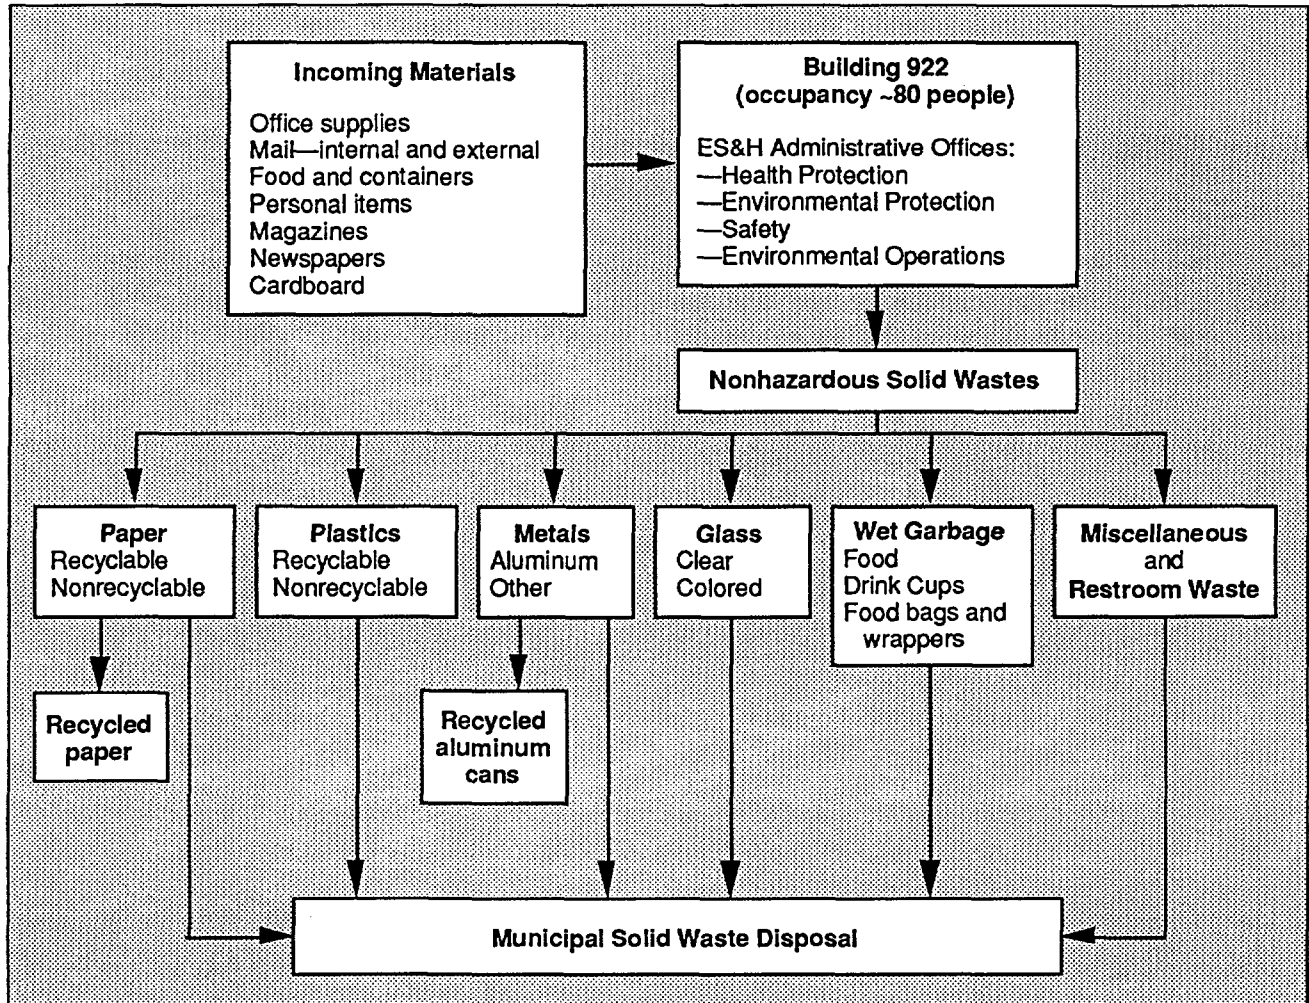 Incoming Materials
Office supplies
Mail—internal and external
Food and containers
Personal items
Magazines
Newspapers
Cardboard
Building 922
(occupancy ~80 people)
ES&H Administrative Offices:
—Health Protection
—Environmental Protection
—Safety
—Environmental Operations
Nonhazardous Solid Wastes
Paper
Recyclable
Nonrecyclable
Plastics
Recyclable
Nonrecyclable
Metals
Aluminum
Other
Glass
Clear
Colored
Wet Garbage
Food
Drink Cups
Food bags and
wrappers
Miscellaneous
and
Restroom Waste
Recycled
paper
Recycled
aluminum
cans
Municipal Solid Waste Disposal